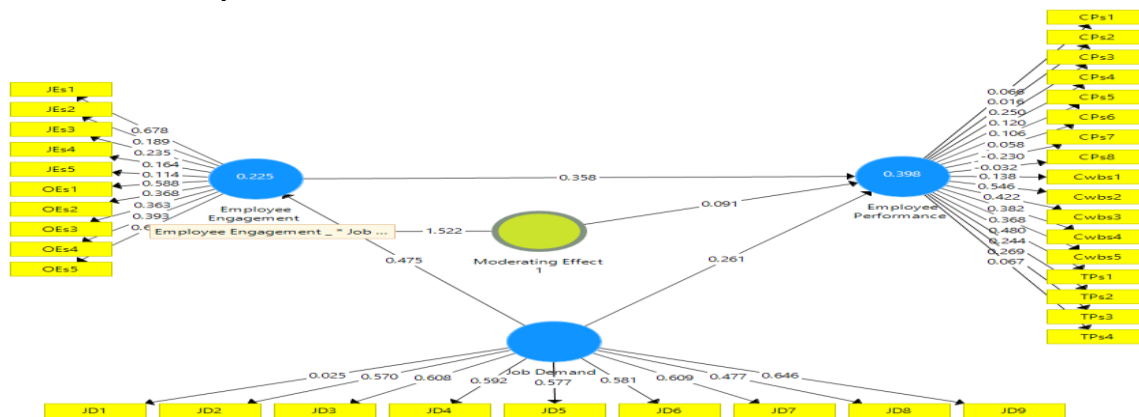 CPs1
CPs2
CPs3
CPs4
CPs5
CPs6
CPs7
CPs8
Cwbs1
Cwbs2
Cwbs3
Cwbs4
Cwbs5
TPs1
TPs2
TPs3
TPs4
0.066
0.016
0.250
0.120
0.106
0.058
-0.230
-0.032
0.138
0.546
0.422
0.382
0.368
0.480
0.244
0.269
0.067
JEs1
JEs2
JEs3
JEs4
JEs5
OEs1
OEs2
OEs3
OEs4
OEs5
0.678
0.189
0.235
0.164
0.114
0.588
0.368
0.363
0.393
0.225
Employee
Engagement
0.358
0.398
Employee
Performance
0.091
Employee Engagement _ * Job ...
1.522
Moderating Effect
1
0.475
0.261
Job Demand
0.025
0.570
0.608
0.592
0.577
0.581
0.609
0.477
0.646
JD1
JD2
JD3
JD4
JD5
JD6
JD7
JD8
JD9